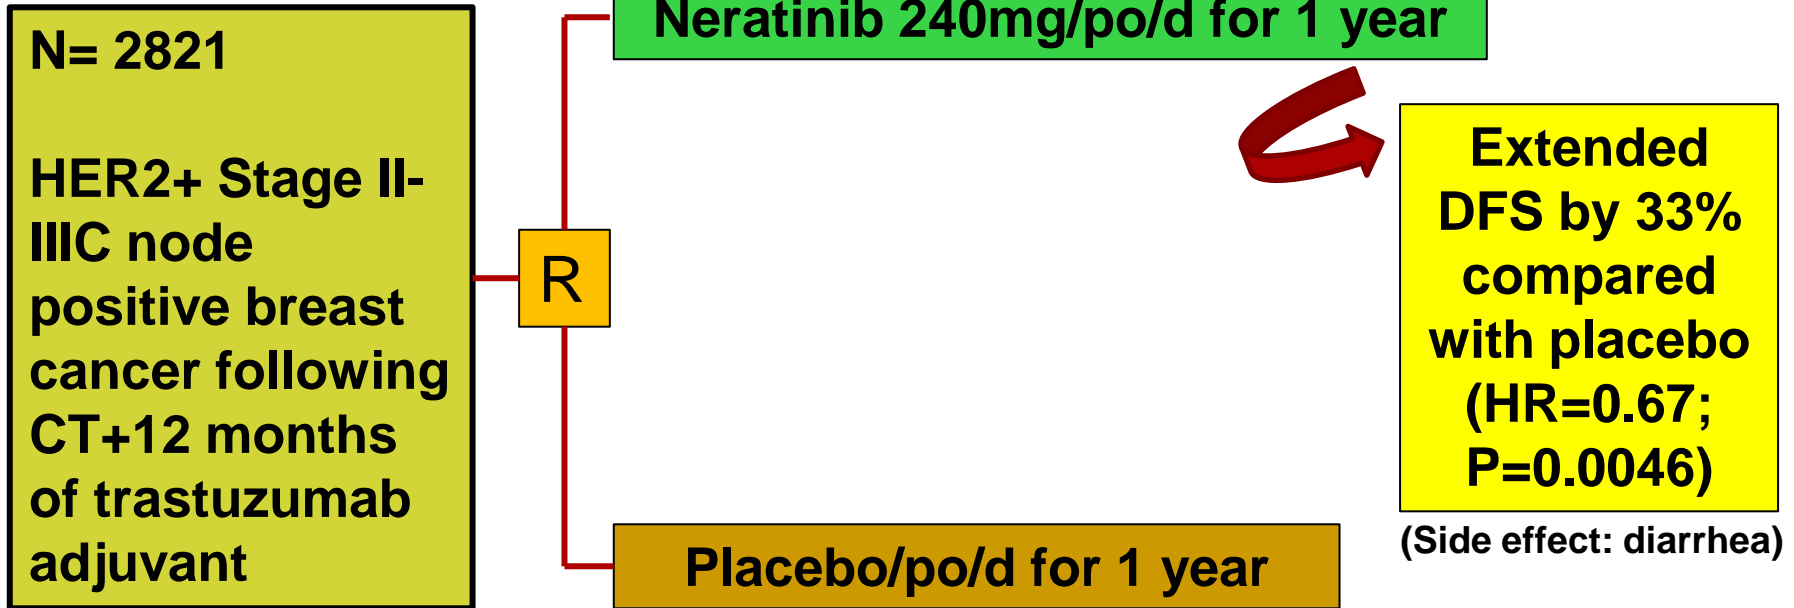 N= 2821
HER2+ Stage II-
IIIC node
positive breast
cancer following
CT+12 months
of trastuzumab
adjuvant
R
Neratinib 240mg/po/d for 1 year
Placebo/po/d for 1 year
Extended
DFS by 33%
compared
with placebo
(HR=0.67;
P=0.0046)
(Side effect: diarrhea)